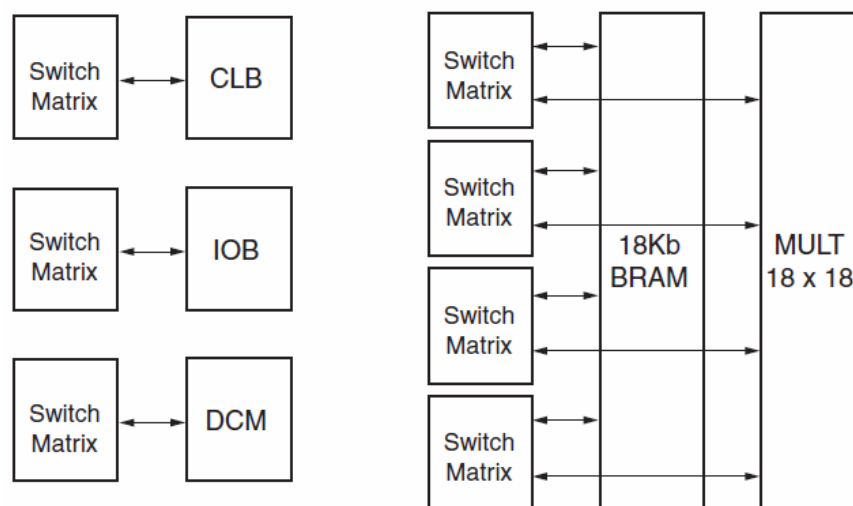 Switch
Matrix
CLB
Switch
Matrix
IOB
Switch
Matrix
DCM
Switch
Matrix
Switch
Matrix
Switch
Matrix
Switch
Matrix
18Kb
BRAM
MULT
18 x 18